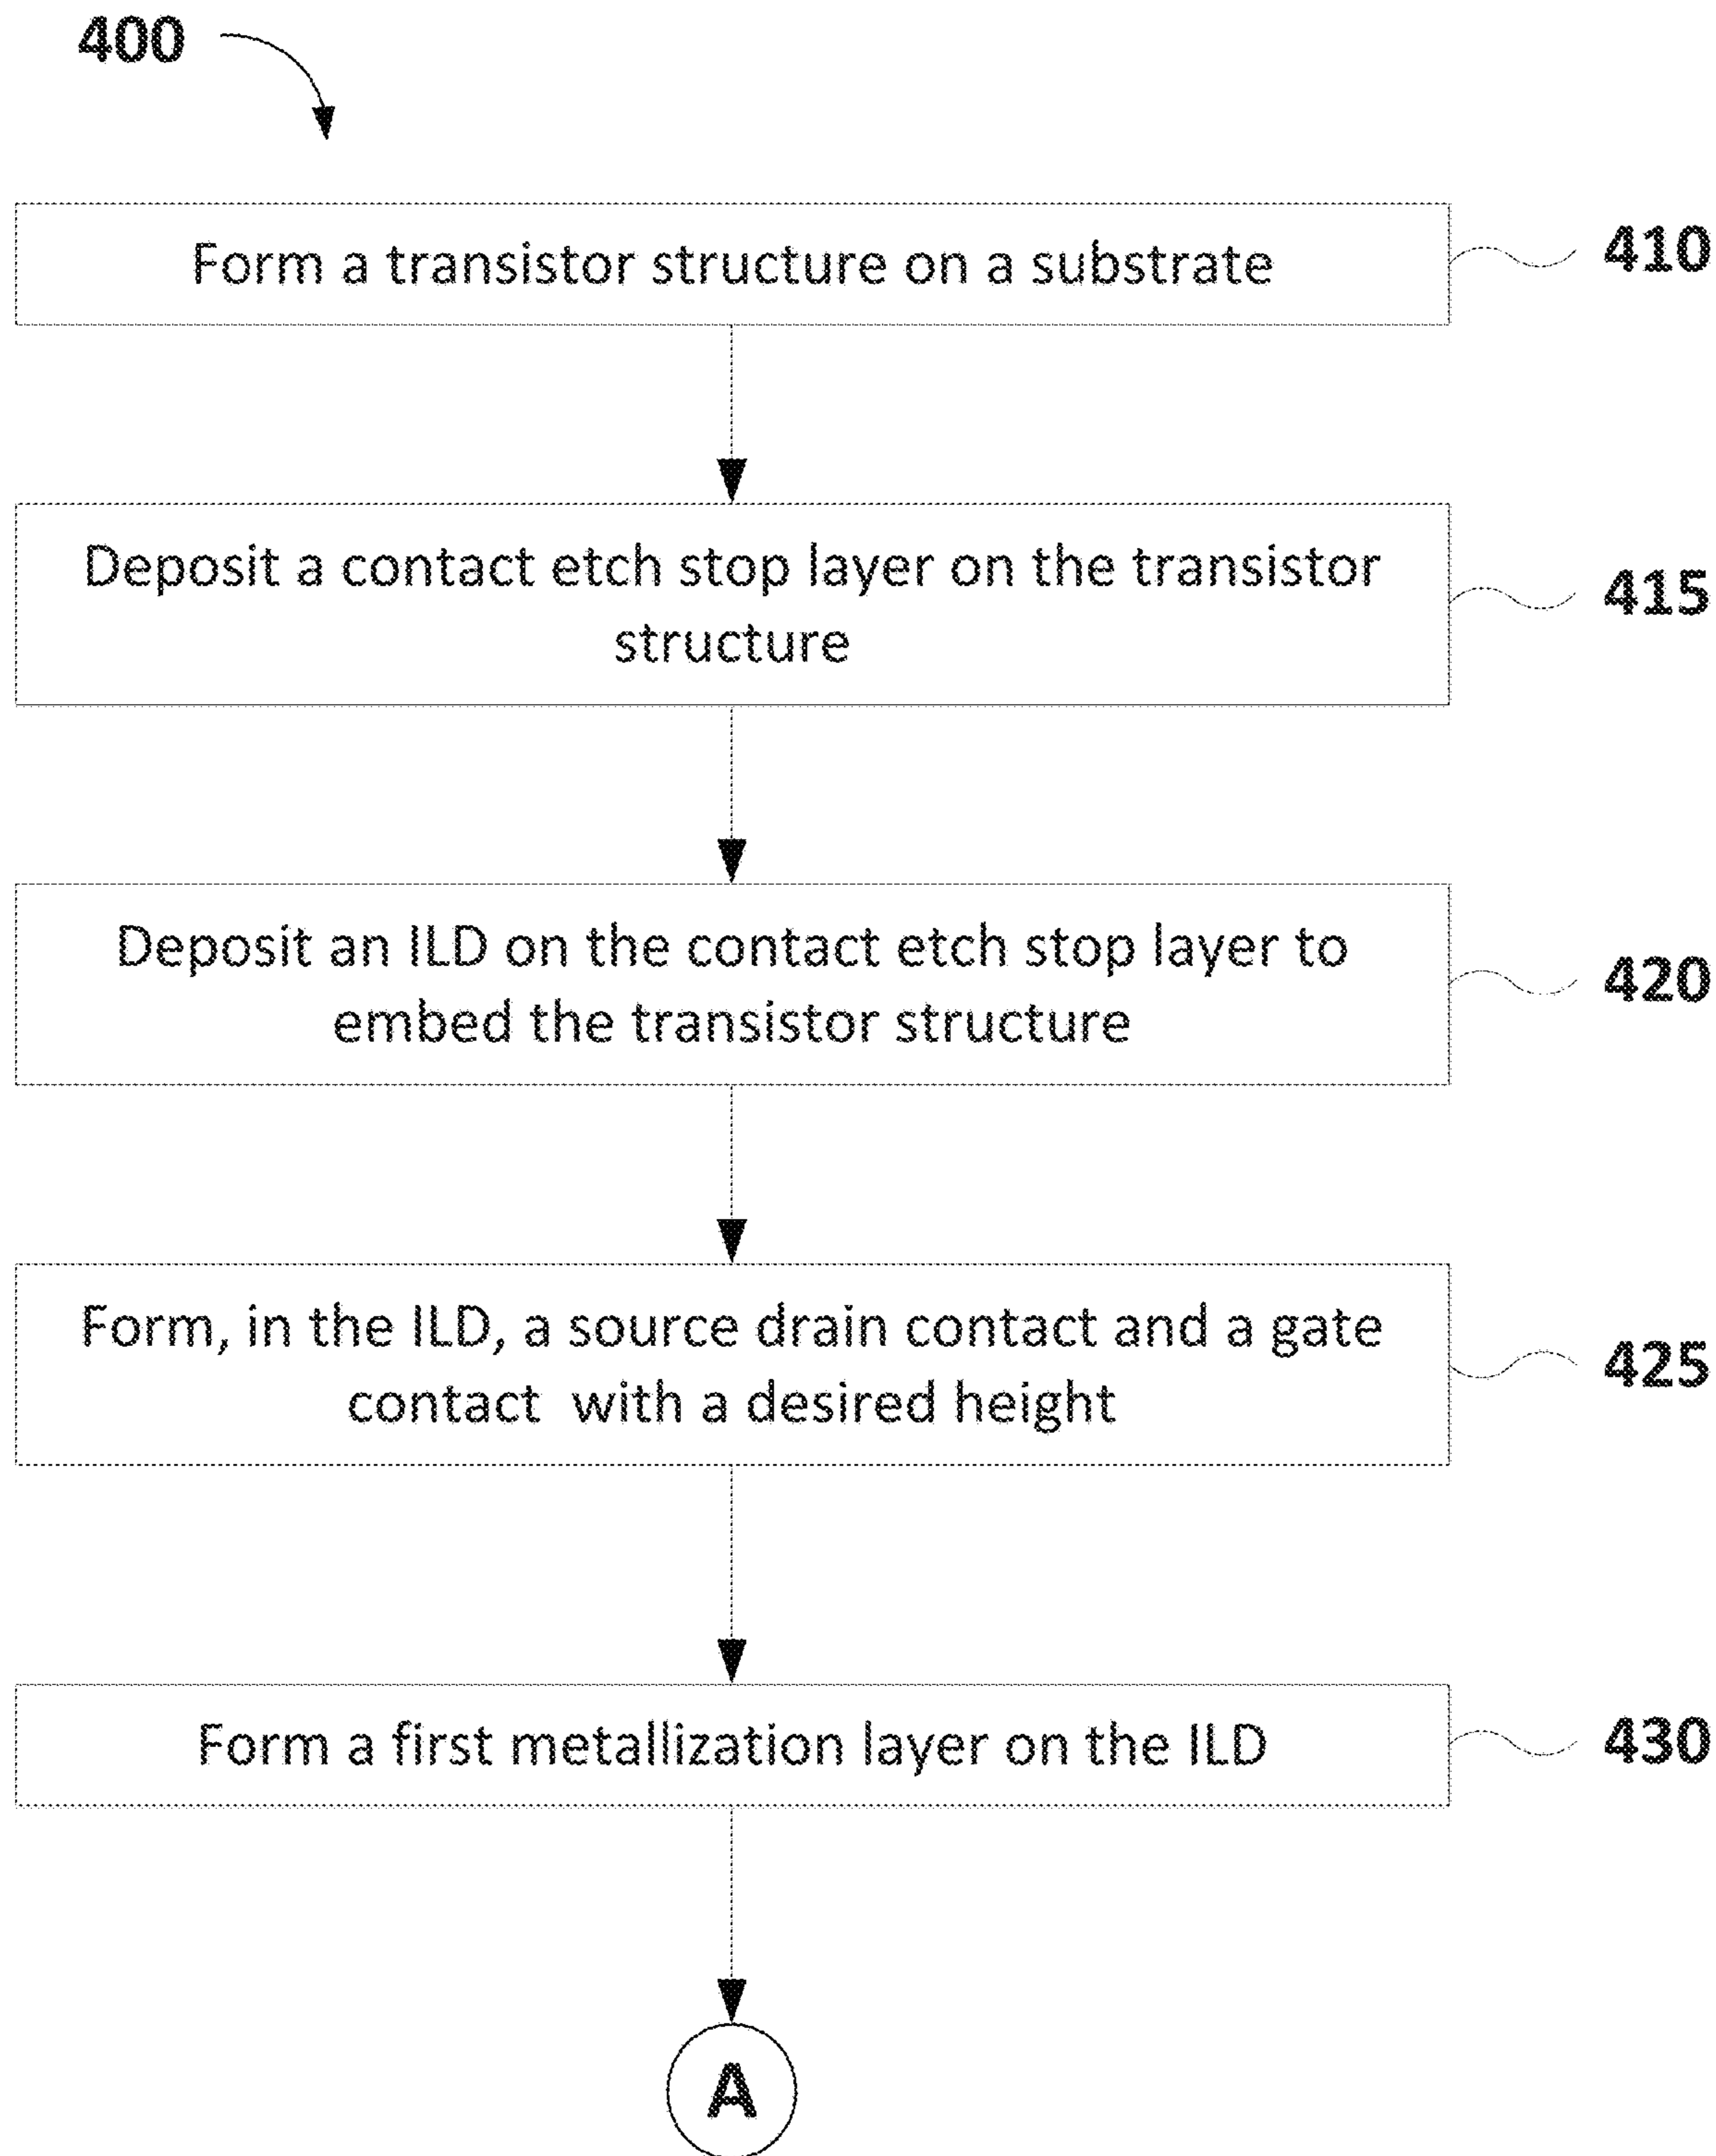 400
Form a transistor structure on a substrate
410
Deposit a contact etch stop layer on the transistor
structure
415
Deposit an ILD on the contact etch stop layer to
embed the transistor structure
420
Form, in the ILD, a source drain contact and a gate
contact  with a desired height
425
Form a first metallization layer on the ILD
430
A